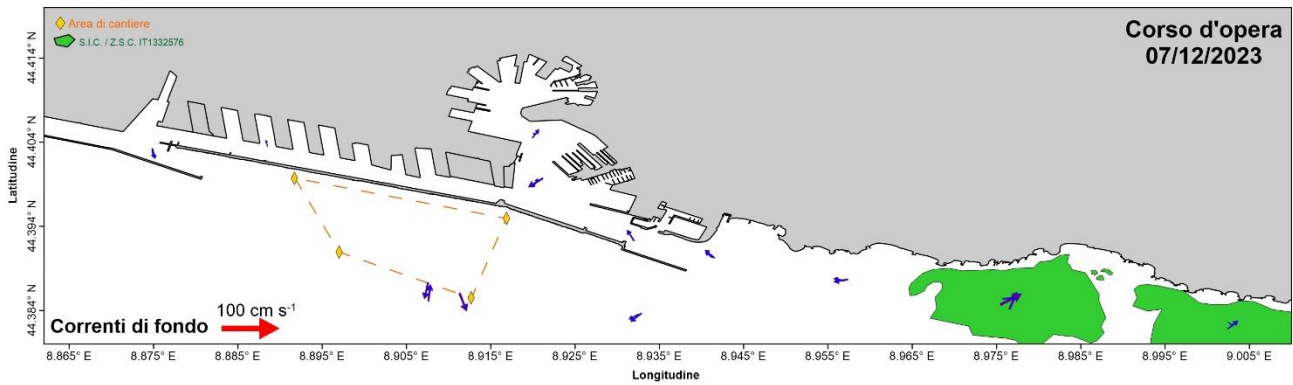 Area di cantiere
S.I.C. / Z.S.C. IT1332576
Corso d'opera
07/12/2023
44.414° N
44.404° N
44.394° N
44.384° N
Latitudine
Correnti di fondo
100 cm s⁻¹
8.865° E 8.875° E 8.885° E 8.895° E 8.905° E 8.915° E 8.925° E 8.935° E 8.945° E 8.955° E 8.965° E 8.975° E 8.985° E 8.995° E 9.005° E
Longitudine